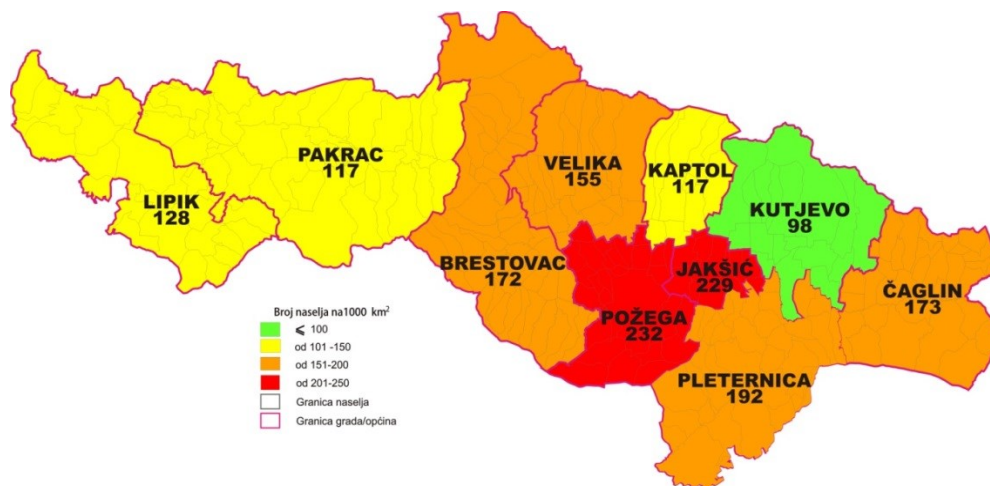 PAKRAC
117
LIPIK
128
VELIKA
155
KAPTOL
117
KUTJEVO
98
BRESTOVAC
172
JAKŠIĆ
229
ČAGLIN
173
POŽEGA
232
PLETERNICA
192
Broj naselja na1000 km²
⩽ 100
od 101 -150
od 151-200
od 201-250
Granica naselja
Granica grada/općina